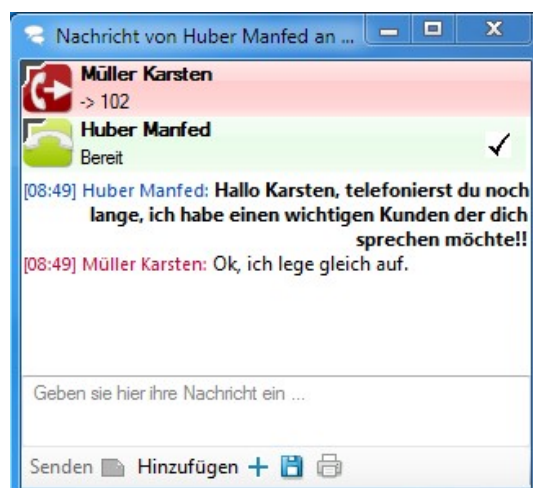 Nachricht von Huber Manfed an ...
Müller Karsten
-> 102
Huber Manfed
Bereit
[08:49] Huber Manfed: Hallo Karsten, telefonierst du noch
lange, ich habe einen wichtigen Kunden der dich
sprechen möchte!!
[08:49] Müller Karsten: Ok, ich lege gleich auf.
Geben sie hier ihre Nachricht ein ...
Senden Hinzufügen